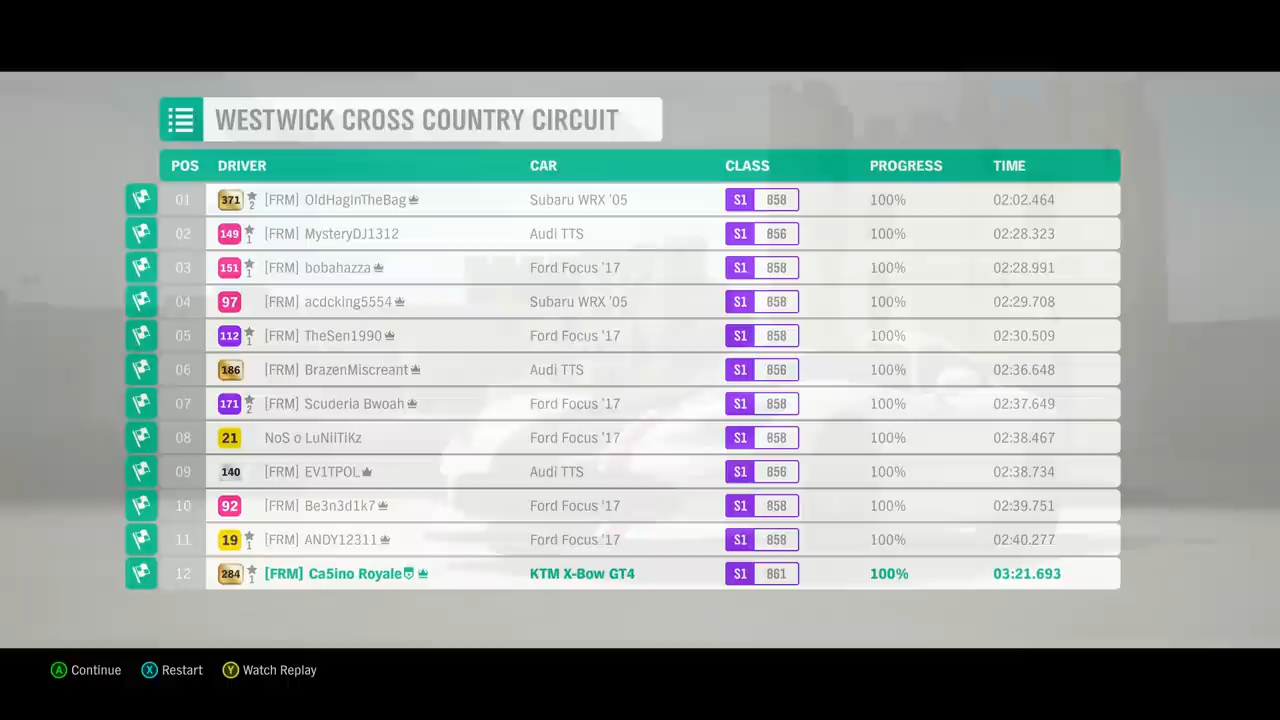 WESTWICK CROSS COUNTRY CIRCUIT
POS DRIVER CAR CLASS PROGRESS TIME
01 371 2 [FRM] OldHagInTheBag Subaru WRX '05 S1 858 100% 02:02.464
02 149 1 [FRM] MysteryDJ1312 Audi TTS S1 856 100% 02:28.323
03 151 1 [FRM] bobahazza Ford Focus '17 S1 858 100% 02:28.991
04 97 [FRM] acdcking5554 Subaru WRX '05 S1 858 100% 02:29.708
05 112 1 [FRM] TheSen1990 Ford Focus '17 S1 858 100% 02:30.509
06 186 [FRM] BrazenMiscreant Audi TTS S1 856 100% 02:36.648
07 171 2 [FRM] Scuderia Bwoah Ford Focus '17 S1 858 100% 02:37.649
08 21 NoS o LuNiiTiKz Ford Focus '17 S1 858 100% 02:38.467
09 140 [FRM] EV1TPOL Audi TTS S1 856 100% 02:38.734
10 92 [FRM] Be3n3d1k7 Ford Focus '17 S1 858 100% 02:39.751
11 19 1 [FRM] ANDY12311 Ford Focus '17 S1 858 100% 02:40.277
12 284 1 [FRM] Ca5ino Royale KTM X-Bow GT4 S1 861 100% 03:21.693
A Continue X Restart Y Watch Replay